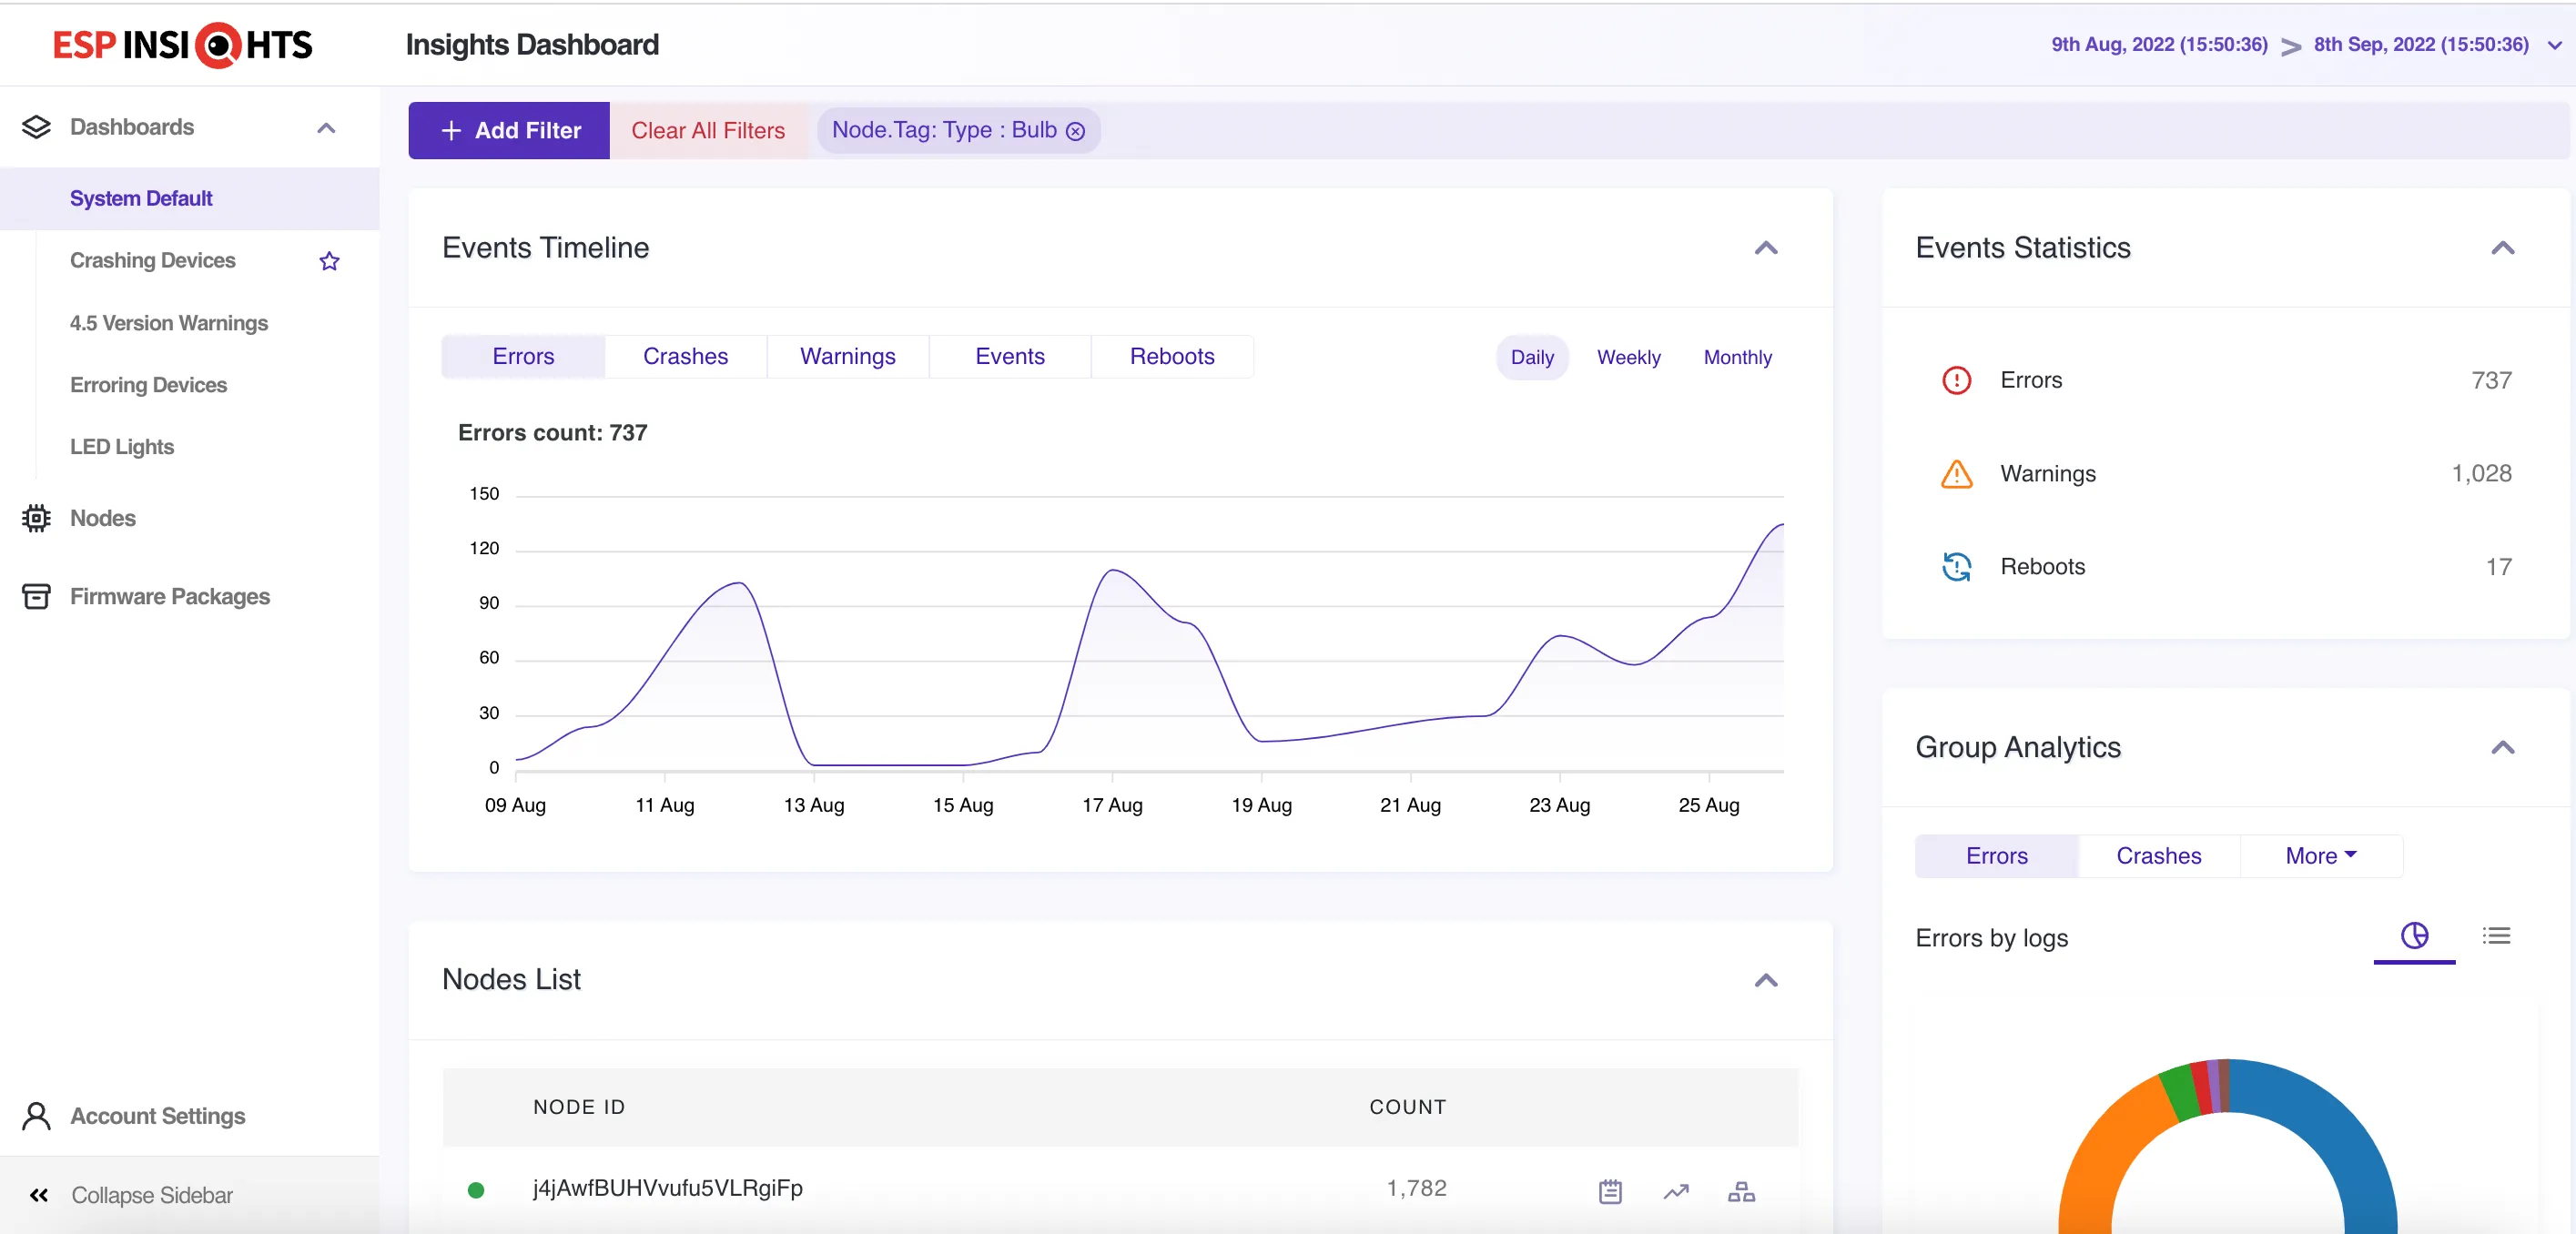 ESP INSIGHTS
Insights Dashboard
9th Aug, 2022 (15:50:36) > 8th Sep, 2022 (15:50:36)
Dashboards
System Default
Crashing Devices
4.5 Version Warnings
Erroring Devices
LED Lights
Nodes
Firmware Packages
Account Settings
Collapse Sidebar
+ Add Filter
Clear All Filters
Node.Tag: Type : Bulb
Events Timeline
Errors
Crashes
Warnings
Events
Reboots
Daily
Weekly
Monthly
Errors count: 737
150
120
90
60
30
0
09 Aug
11 Aug
13 Aug
15 Aug
17 Aug
19 Aug
21 Aug
23 Aug
25 Aug
Nodes List
NODE ID COUNT
j4jAwfBUHVvufu5VLRgiFp 1,782
Events Statistics
Errors 737
Warnings 1,028
Reboots 17
Group Analytics
Errors
Crashes
More
Errors by logs